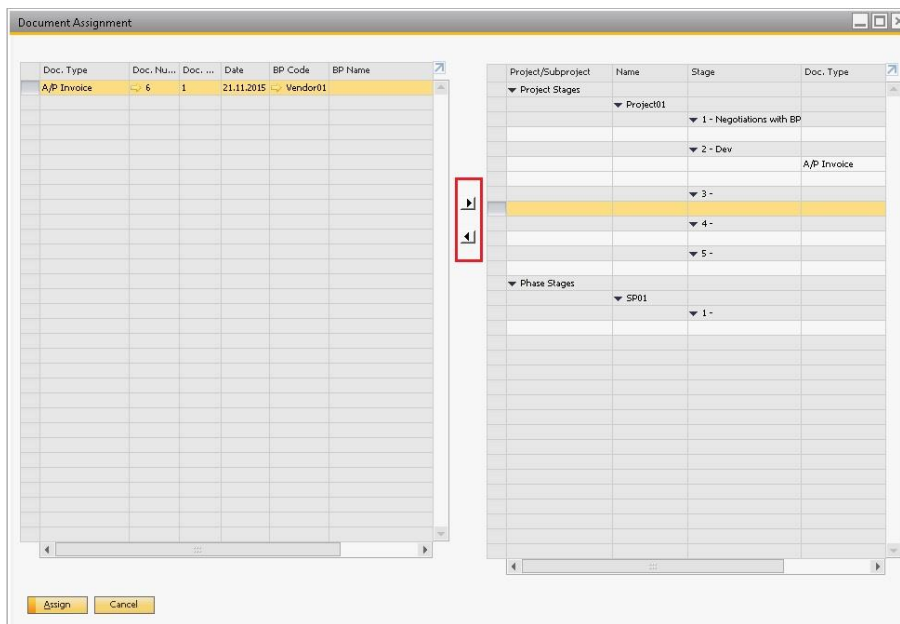 Document Assignment
Doc. Type Doc. Nu... Doc. ... Date BP Code BP Name
A/P Invoice 6 1 21.11.2015 Vendor01
Project/Subproject Name Stage Doc. Type
Project Stages
Project01
1 - Negotiations with BP
2 - Dev
A/P Invoice
3 -
4 -
5 -
Phase Stages
SP01
1 -
Assign Cancel